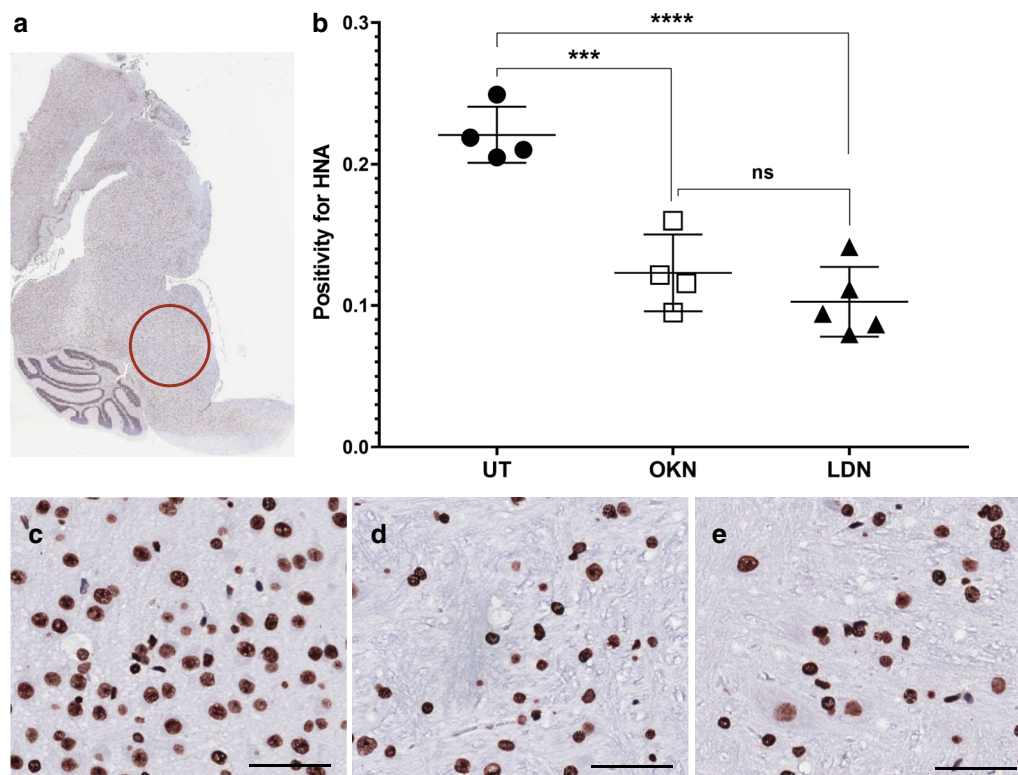 a
b
Positivity for HNA
0.3
0.2
0.1
0.0
****
***
ns
UT OKN LDN
c
d
e